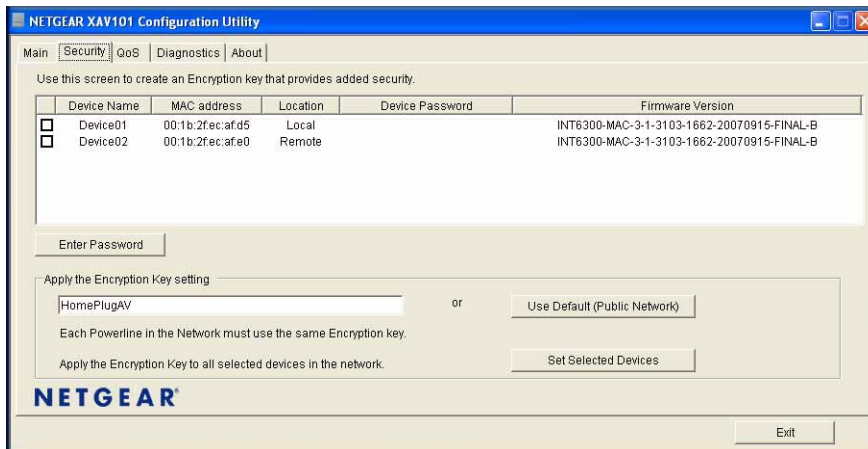 NETGEAR XAV101 Configuration Utility
Main Security QoS Diagnostics About
Use this screen to create an Encryption key that provides added security.
Device Name MAC address Location Device Password Firmware Version
Device01 00:1b:2f:ec:af:d5 Local INT6300-MAC-3-1-3103-1662-20070915-FINAL-B
Device02 00:1b:2f:ec:af:e0 Remote INT6300-MAC-3-1-3103-1662-20070915-FINAL-B
Enter Password
Apply the Encryption Key setting
HomePlugAV or Use Default (Public Network)
Each Powerline in the Network must use the same Encryption key.
Apply the Encryption Key to all selected devices in the network. Set Selected Devices
NETGEAR®
Exit